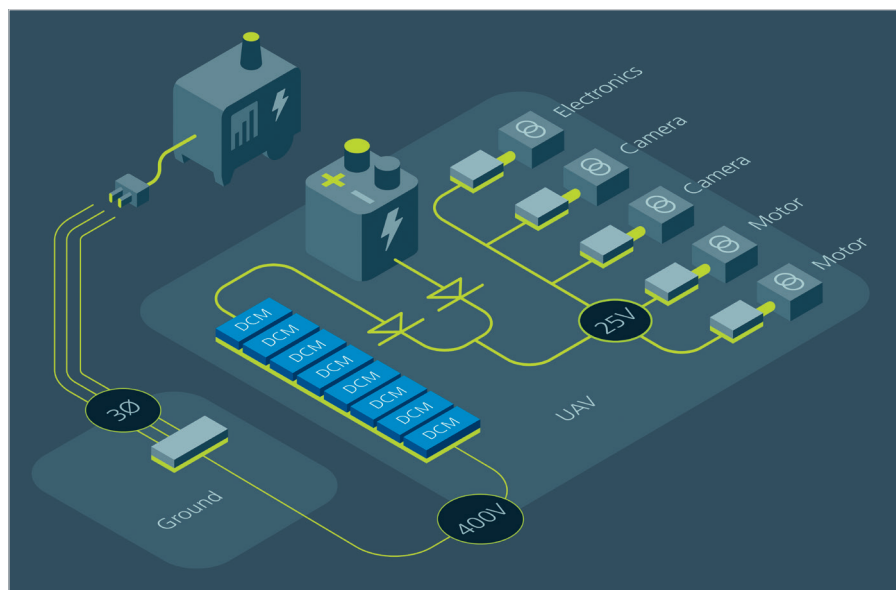 Electronics
Camera
Camera
Motor
Motor
25V
DCM
DCM
DCM
DCM
DCM
DCM
DCM
DCM
UAV
3Ø
400V
Ground